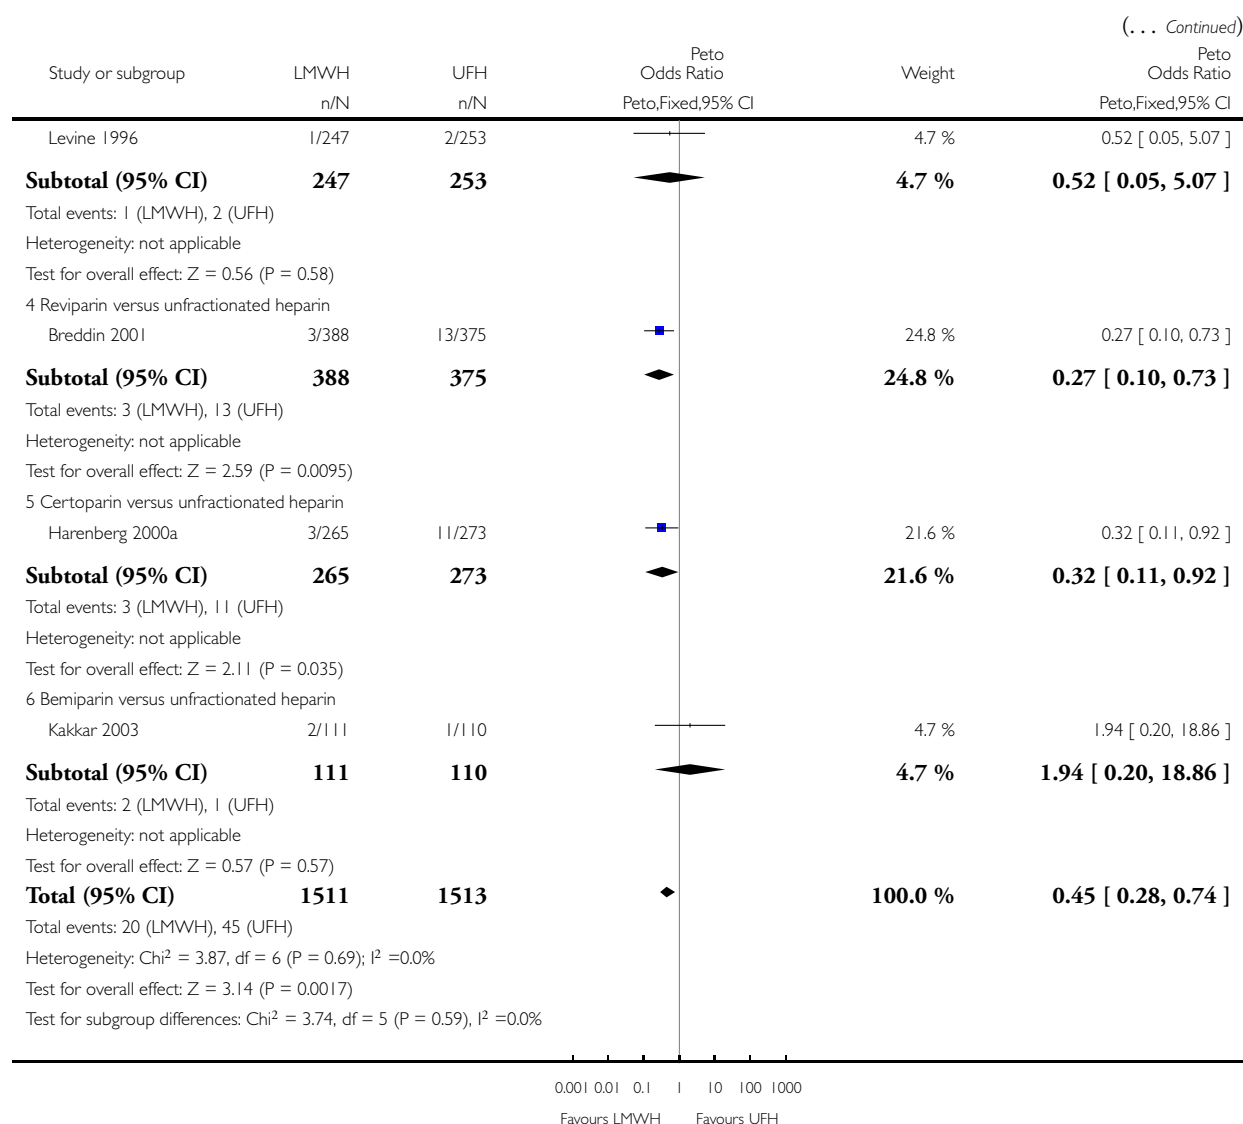 (. . . Continued)
Peto Peto
Study or subgroup LMWH UFH Odds Ratio Weight Odds Ratio
n/N n/N Peto,Fixed,95% CI Peto,Fixed,95% CI
Levine 1996 1/247 2/253 4.7 % 0.52 [ 0.05, 5.07 ]
Subtotal (95% CI) 247 253 4.7 % 0.52 [ 0.05, 5.07 ]
Total events: 1 (LMWH), 2 (UFH)
Heterogeneity: not applicable
Test for overall effect: Z = 0.56 (P = 0.58)
4 Reviparin versus unfractionated heparin
Breddin 2001 3/388 13/375 24.8 % 0.27 [ 0.10, 0.73 ]
Subtotal (95% CI) 388 375 24.8 % 0.27 [ 0.10, 0.73 ]
Total events: 3 (LMWH), 13 (UFH)
Heterogeneity: not applicable
Test for overall effect: Z = 2.59 (P = 0.0095)
5 Certoparin versus unfractionated heparin
Harenberg 2000a 3/265 11/273 21.6 % 0.32 [ 0.11, 0.92 ]
Subtotal (95% CI) 265 273 21.6 % 0.32 [ 0.11, 0.92 ]
Total events: 3 (LMWH), 11 (UFH)
Heterogeneity: not applicable
Test for overall effect: Z = 2.11 (P = 0.035)
6 Bemiparin versus unfractionated heparin
Kakkar 2003 2/111 1/110 4.7 % 1.94 [ 0.20, 18.86 ]
Subtotal (95% CI) 111 110 4.7 % 1.94 [ 0.20, 18.86 ]
Total events: 2 (LMWH), 1 (UFH)
Heterogeneity: not applicable
Test for overall effect: Z = 0.57 (P = 0.57)
Total (95% CI) 1511 1513 100.0 % 0.45 [ 0.28, 0.74 ]
Total events: 20 (LMWH), 45 (UFH)
Heterogeneity: Chi² = 3.87, df = 6 (P = 0.69); I² =0.0%
Test for overall effect: Z = 3.14 (P = 0.0017)
Test for subgroup differences: Chi² = 3.74, df = 5 (P = 0.59), I² =0.0%
0.001 0.01 0.1 1 10 100 1000
Favours LMWH Favours UFH